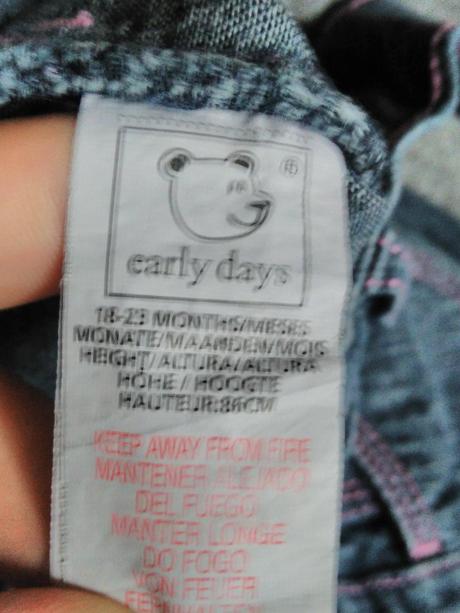 early days
18-23 MONTHS/MESES
MONATE/MAANDEN/MOIS
HEIGHT/ALTURA/ALTURA
HÖHE / HOOGTE
HAUTEUR:86CM
KEEP AWAY FROM FIRE
MANTENER ALEJADO
DEL FUEGO
MANTER LONGE
DO FOGO
VON FEUER
FERNHALTEN